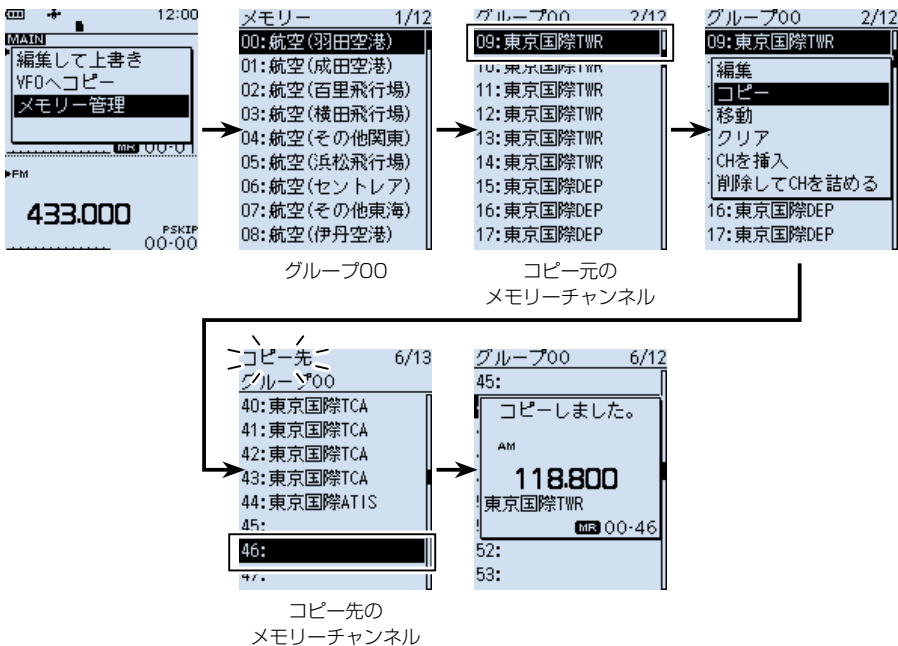 12:00
MAIN
編集して上書き
VFOへコピー
メモリー管理
MR 00-01
FM
433.000
PSKIP
00-00
メモリー 1/12
00:航空(羽田空港)
01:航空(成田空港)
02:航空(百里飛行場)
03:航空(横田飛行場)
04:航空(その他関東)
05:航空(浜松飛行場)
06:航空(セントレア)
07:航空(その他東海)
08:航空(伊丹空港)
グループ00
グループ00 2/12
09:東京国際TWR
10:東京国際TWR
11:東京国際TWR
12:東京国際TWR
13:東京国際TWR
14:東京国際TWR
15:東京国際DEP
16:東京国際DEP
17:東京国際DEP
コピー元の
メモリーチャンネル
グループ00 2/12
09:東京国際TWR
編集
コピー
移動
クリア
CHを挿入
削除してCHを詰める
16:東京国際DEP
17:東京国際DEP
コピー先 6/13
グループ00
40:東京国際TCA
41:東京国際TCA
42:東京国際TCA
43:東京国際TCA
44:東京国際ATIS
45:
46:
47:
コピー先の
メモリーチャンネル
グループ00 6/12
45:
コピーしました。
AM
118.800
東京国際TWR
MR 00-46
52:
53: